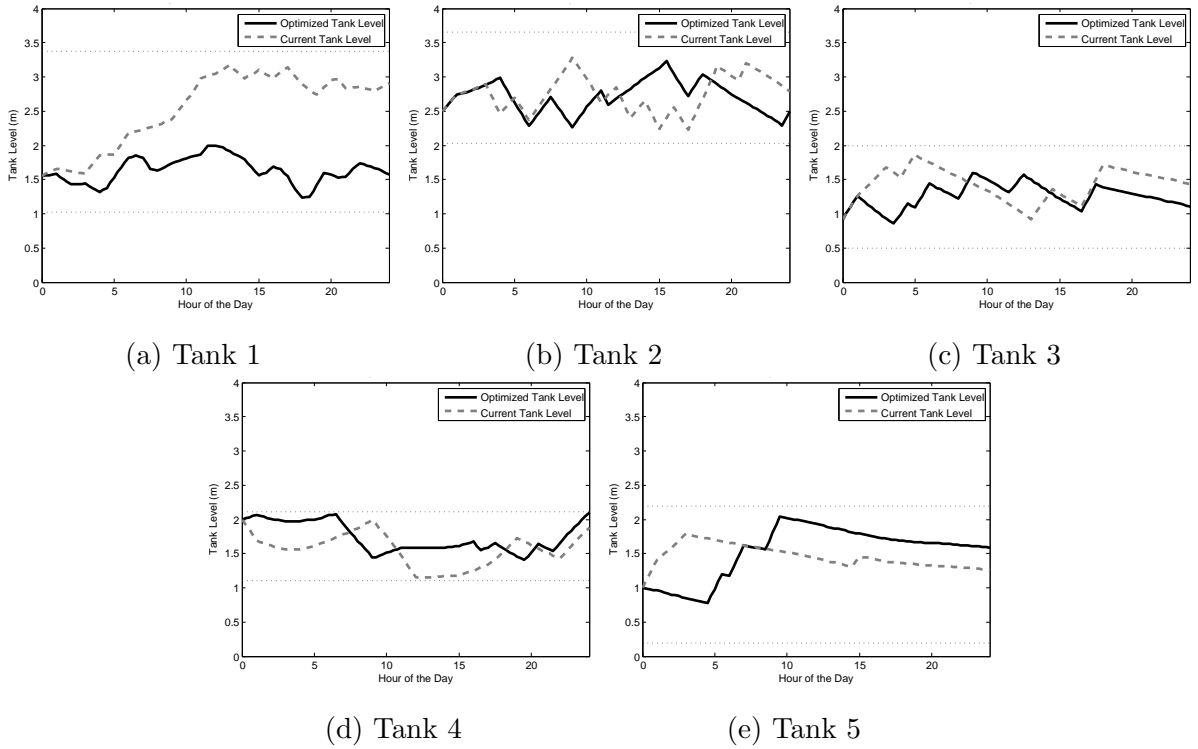 4
3.5
3
2.5
2
1.5
1
0.5
0
Tank Level (m)
Optimized Tank Level
Current Tank Level
0 5 10 15 20
Hour of the Day
(a) Tank 1
4
3.5
3
2.5
2
1.5
1
0.5
0
Tank Level (m)
Optimized Tank Level
Current Tank Level
0 5 10 15 20
Hour of the Day
(b) Tank 2
4
3.5
3
2.5
2
1.5
1
0.5
0
Tank Level (m)
Optimized Tank Level
Current Tank Level
0 5 10 15 20
Hour of the Day
(c) Tank 3
4
3.5
3
2.5
2
1.5
1
0.5
0
Tank Level (m)
Optimized Tank Level
Current Tank Level
0 5 10 15 20
Hour of the Day
(d) Tank 4
4
3.5
3
2.5
2
1.5
1
0.5
0
Tank Level (m)
Optimized Tank Level
Current Tank Level
0 5 10 15 20
Hour of the Day
(e) Tank 5